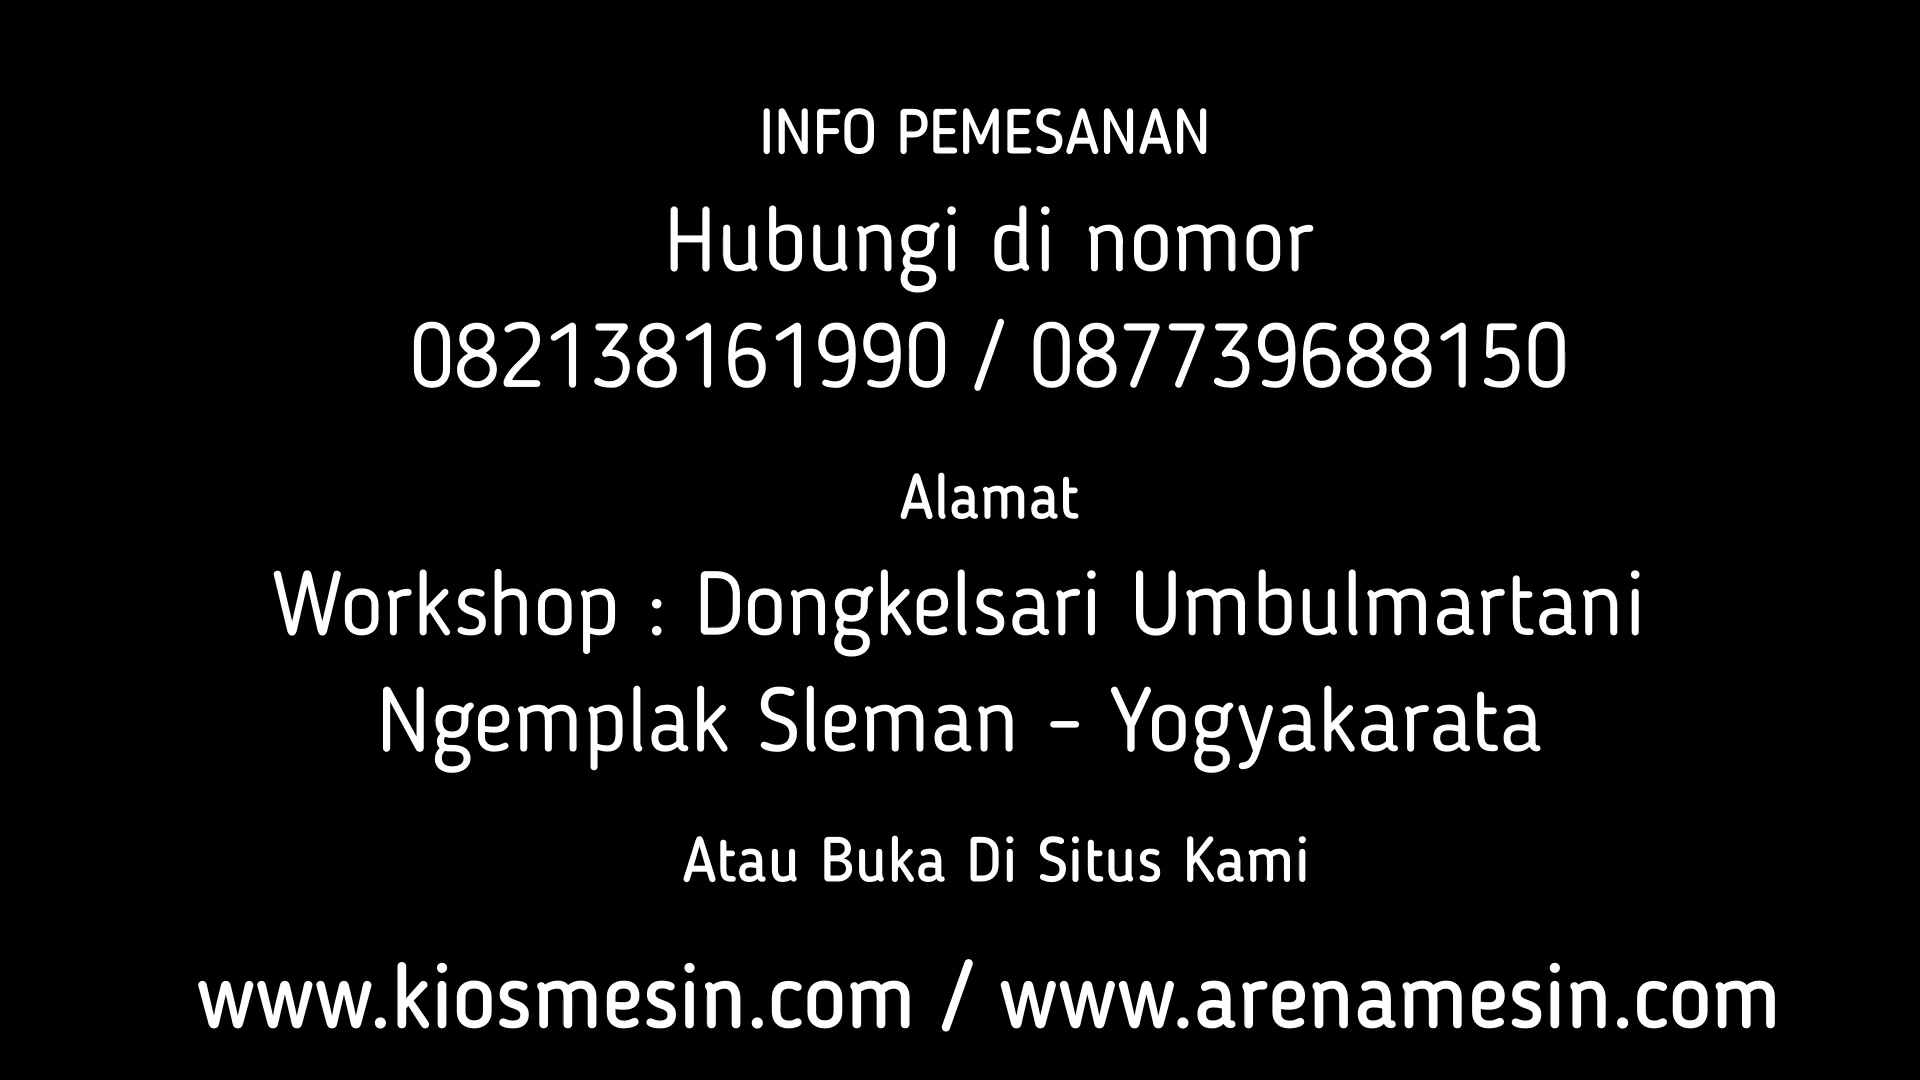 INFO PEMESANAN
Hubungi di nomor
082138161990 / 087739688150
Alamat
Workshop : Dongkelsari Umbulmartani
Ngemplak Sleman - Yogyakarata
Atau Buka Di Situs Kami
www.kiosmesin.com / www.arenamesin.com